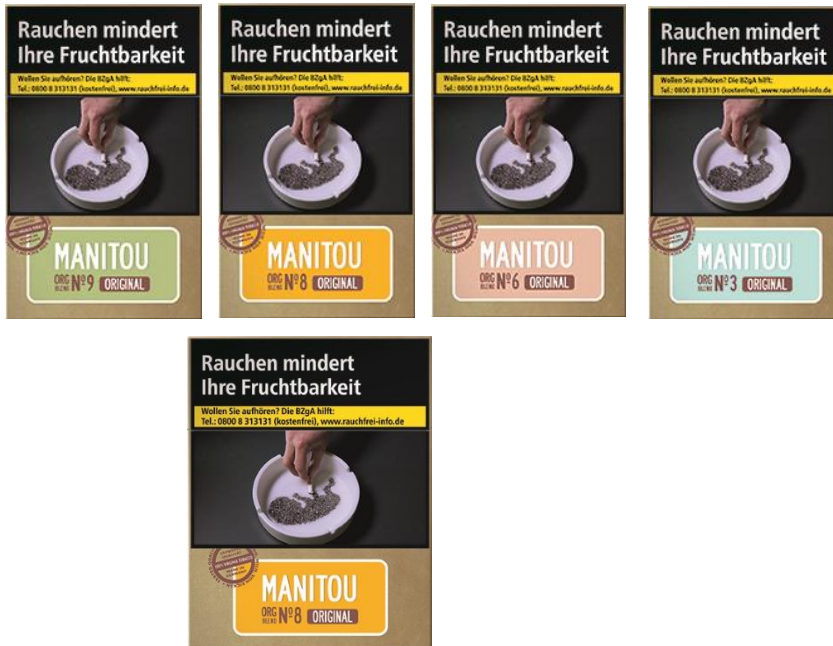 Rauchen mindert
Ihre Fruchtbarkeit
Wollen Sie aufhören? Die BZgA hilft:
Tel.: 0800 8 313131 (kostenfrei), www.rauchfrei-info.de
MANITOU
ORG BLEND Nº9 ORIGINAL
Rauchen mindert
Ihre Fruchtbarkeit
Wollen Sie aufhören? Die BZgA hilft:
Tel.: 0800 8 313131 (kostenfrei), www.rauchfrei-info.de
MANITOU
ORG BLEND Nº8 ORIGINAL
Rauchen mindert
Ihre Fruchtbarkeit
Wollen Sie aufhören? Die BZgA hilft:
Tel.: 0800 8 313131 (kostenfrei), www.rauchfrei-info.de
MANITOU
ORG BLEND Nº6 ORIGINAL
Rauchen mindert
Ihre Fruchtbarkeit
Wollen Sie aufhören? Die BZgA hilft:
Tel.: 0800 8 313131 (kostenfrei), www.rauchfrei-info.de
MANITOU
ORG BLEND Nº3 ORIGINAL
Rauchen mindert
Ihre Fruchtbarkeit
Wollen Sie aufhören? Die BZgA hilft:
Tel.: 0800 8 313131 (kostenfrei), www.rauchfrei-info.de
MANITOU
ORG BLEND Nº8 ORIGINAL